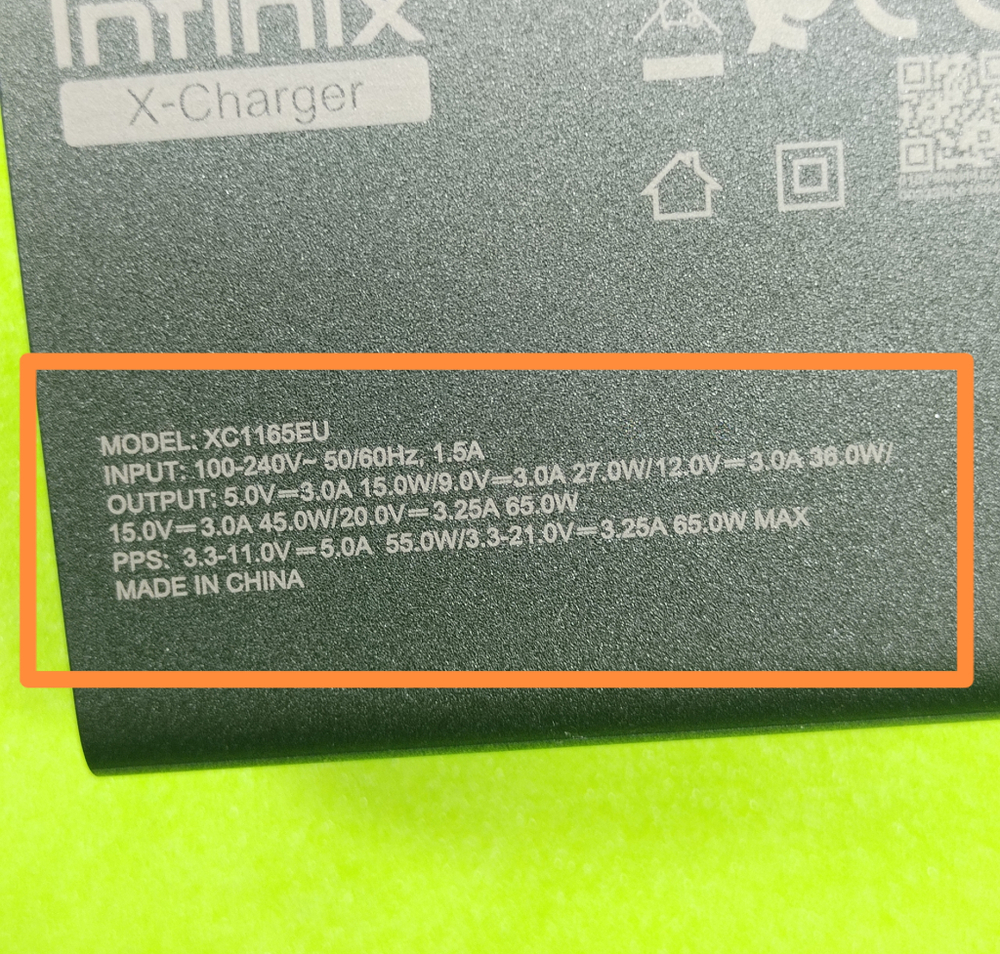 Infinix
X-Charger
MODEL: XC1165EU
INPUT: 100-240V~ 50/60Hz, 1.5A
OUTPUT: 5.0V⎓3.0A 15.0W/9.0V⎓3.0A 27.0W/12.0V⎓3.0A 36.0W/
15.0V⎓3.0A 45.0W/20.0V⎓3.25A 65.0W
PPS: 3.3-11.0V⎓5.0A 55.0W/3.3-21.0V⎓3.25A 65.0W MAX
MADE IN CHINA